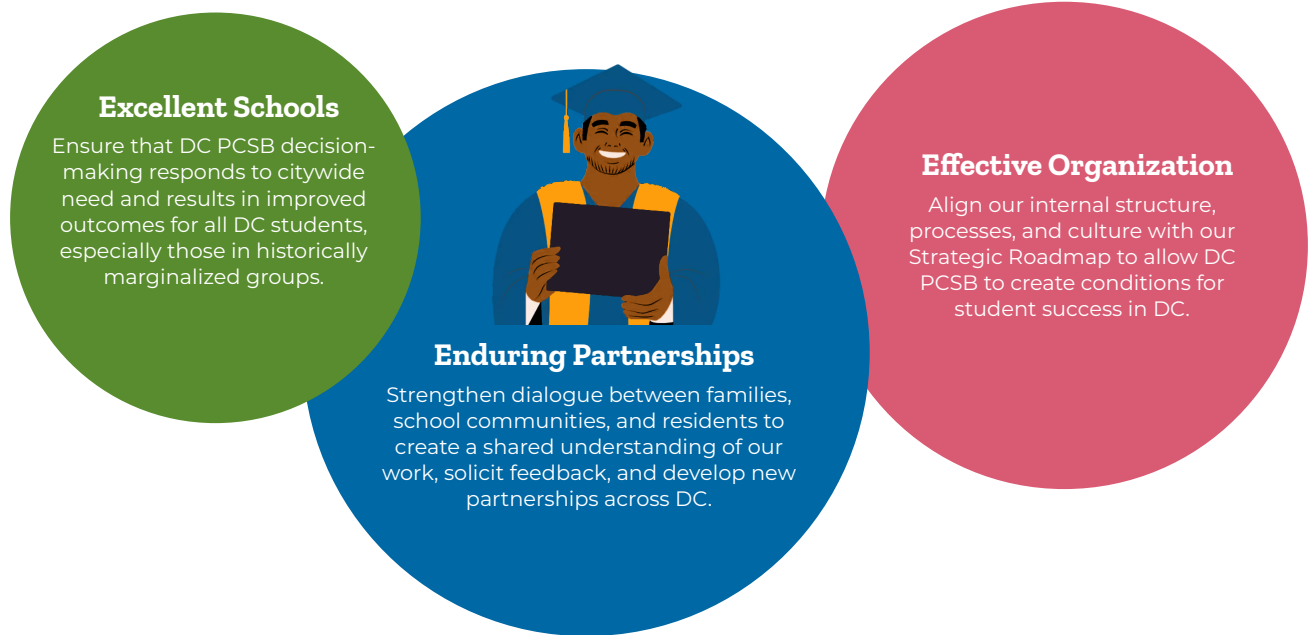 Excellent Schools
Ensure that DC PCSB decision-
making responds to citywide
need and results in improved
outcomes for all DC students,
especially those in historically
marginalized groups.
Enduring Partnerships
Strengthen dialogue between families,
school communities, and residents to
create a shared understanding of our
work, solicit feedback, and develop new
partnerships across DC.
Effective Organization
Align our internal structure,
processes, and culture with our
Strategic Roadmap to allow DC
PCSB to create conditions for
student success in DC.